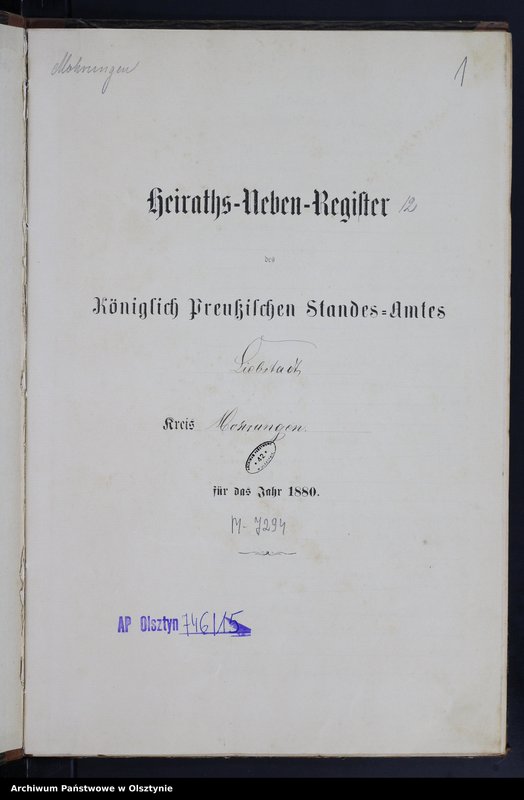 Mohrungen
1
Heiraths-Neben-Register 12
des
Königlich Preußischen Standes-Amtes
Liebstadt
Kreis Mohrungen.
42
für das Jahr 1880.
M-7294
AP Olsztyn 746/15
Archiwum Państwowe w Olsztynie